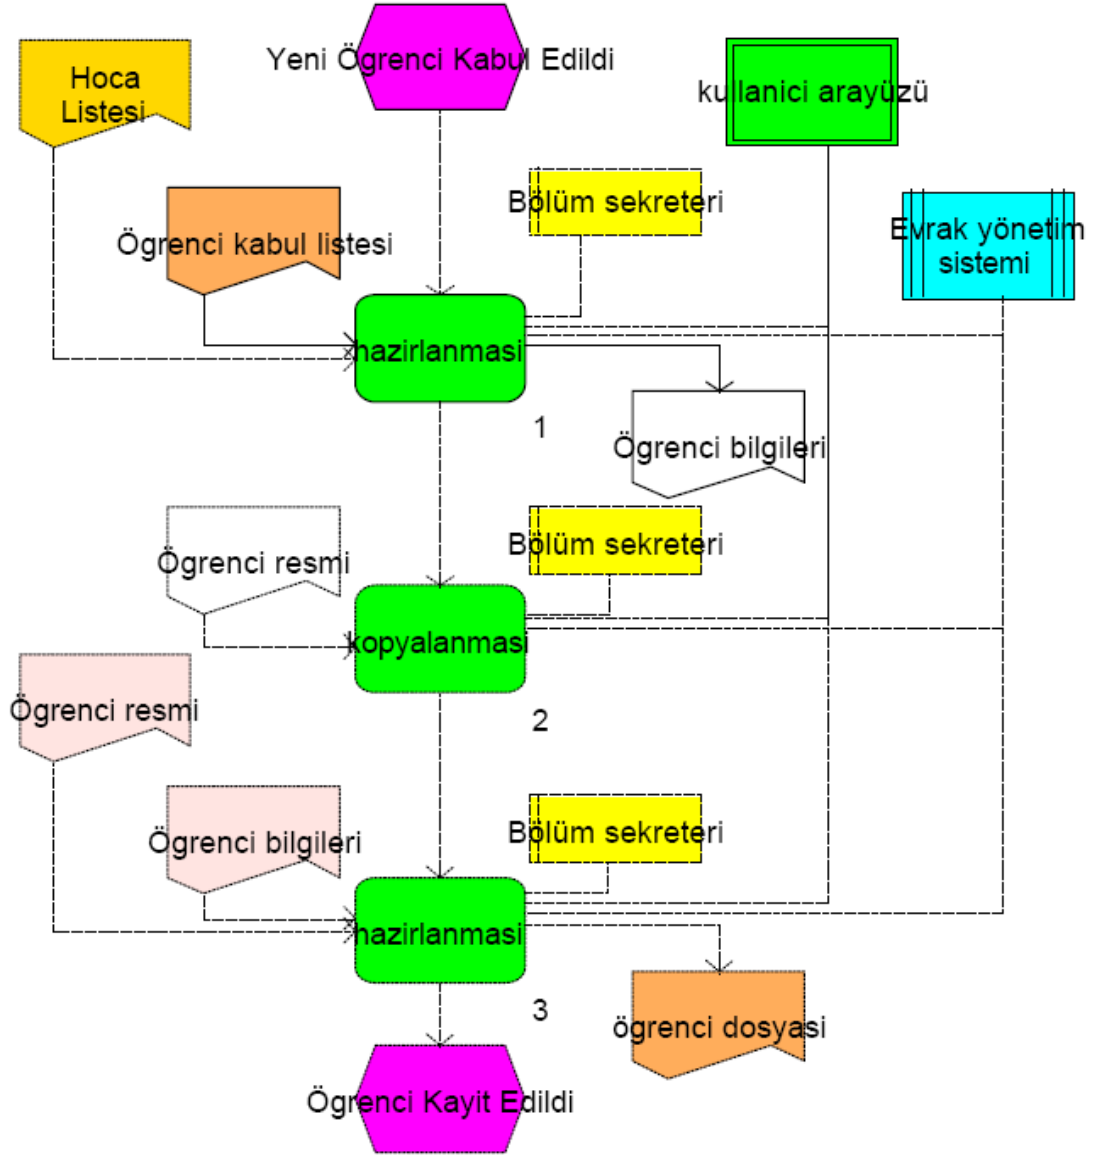 Yeni Ögrenci Kabul Edildi
Hoca
Listesi
kullanici arayüzü
Bölüm sekreteri
Ögrenci kabul listesi
Evrak yönetim
sistemi
hazirlanmasi
1
Ögrenci bilgileri
Bölüm sekreteri
Ögrenci resmi
kopyalanmasi
2
Ögrenci resmi
Bölüm sekreteri
Ögrenci bilgileri
hazirlanmasi
3
ögrenci dosyasi
Ögrenci Kayit Edildi